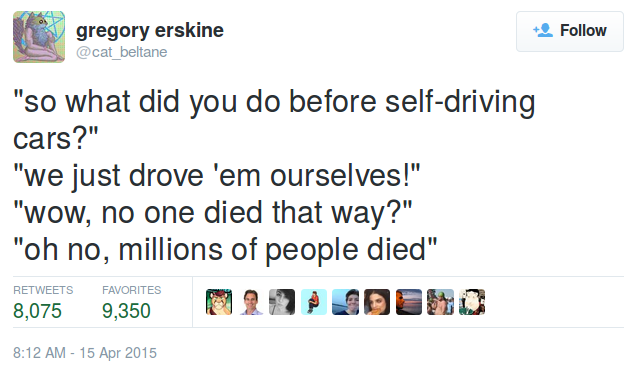 gregory erskine
@cat_beltane
Follow
"so what did you do before self-driving
cars?"
"we just drove 'em ourselves!"
"wow, no one died that way?"
"oh no, millions of people died"
RETWEETS FAVORITES
8,075 9,350
8:12 AM - 15 Apr 2015